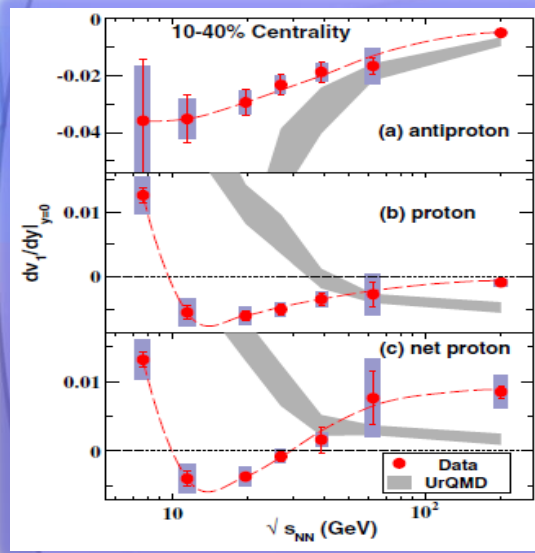 10-40% Centrality
0
-0.02
-0.04
(a) antiproton
0.01
0
(b) proton
dv₁/dy|y=0
0.01
0
(c) net proton
Data
UrQMD
10
10²
√ sNN (GeV)